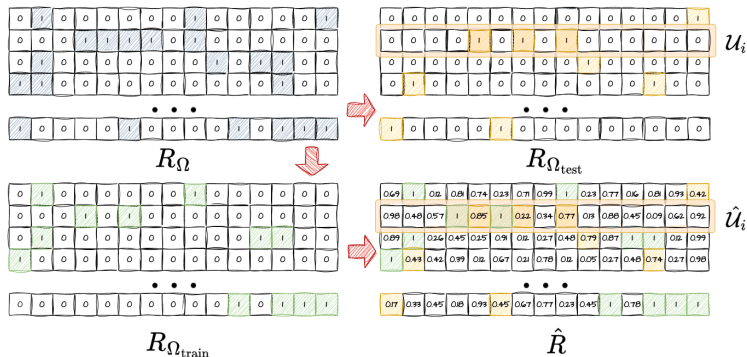 0 1 0 0 0 0 0 0 1 0 0 0 0 0 1
0 0 0 1 1 1 1 0 1 0 0 0 0 0 0
0 1 0 0 0 0 0 0 0 1 0 1 1 0 0
1 1 0 0 0 0 0 0 0 0 0 0 1 0 0
• • •
1 0 0 0 0 1 0 0 0 0 1 0 1 1 1
R_Ω
0 0 0 0 0 0 0 0 0 0 0 0 0 0 1
0 0 0 0 1 0 1 0 1 0 0 0 0 0 0
0 0 0 0 0 0 0 0 0 1 0 0 0 0 0
0 1 0 0 0 0 0 0 0 0 0 0 1 0 0
• • •
1 0 0 0 0 1 0 0 0 0 0 0 0 0 0
𝒰_i
R_Ω_test
0 1 0 0 0 0 0 0 1 0 0 0 0 0 0
0 0 0 1 0 1 0 0 0 0 0 0 0 0 0
0 1 0 0 0 0 0 0 0 0 0 1 1 0 0
1 0 0 0 0 0 0 0 0 0 0 0 0 0 0
• • •
0 0 0 0 0 0 0 0 0 0 1 0 1 1 1
R_Ω_train
0.69 1 0.12 0.81 0.74 0.23 0.71 0.99 1 0.23 0.77 0.16 0.81 0.93 0.42
0.98 0.48 0.57 1 0.85 1 0.22 0.34 0.77 0.13 0.88 0.45 0.09 0.62 0.92
0.89 1 0.26 0.45 0.25 0.91 0.12 0.27 0.48 0.79 0.87 1 1 0.12 0.99
1 0.43 0.42 0.39 0.12 0.67 0.21 0.78 0.12 0.05 0.27 0.48 0.74 0.27 0.98
• • •
0.17 0.33 0.45 0.18 0.93 0.45 0.67 0.77 0.23 0.45 1 0.78 1 1 1
𝒰̂_i
R̂